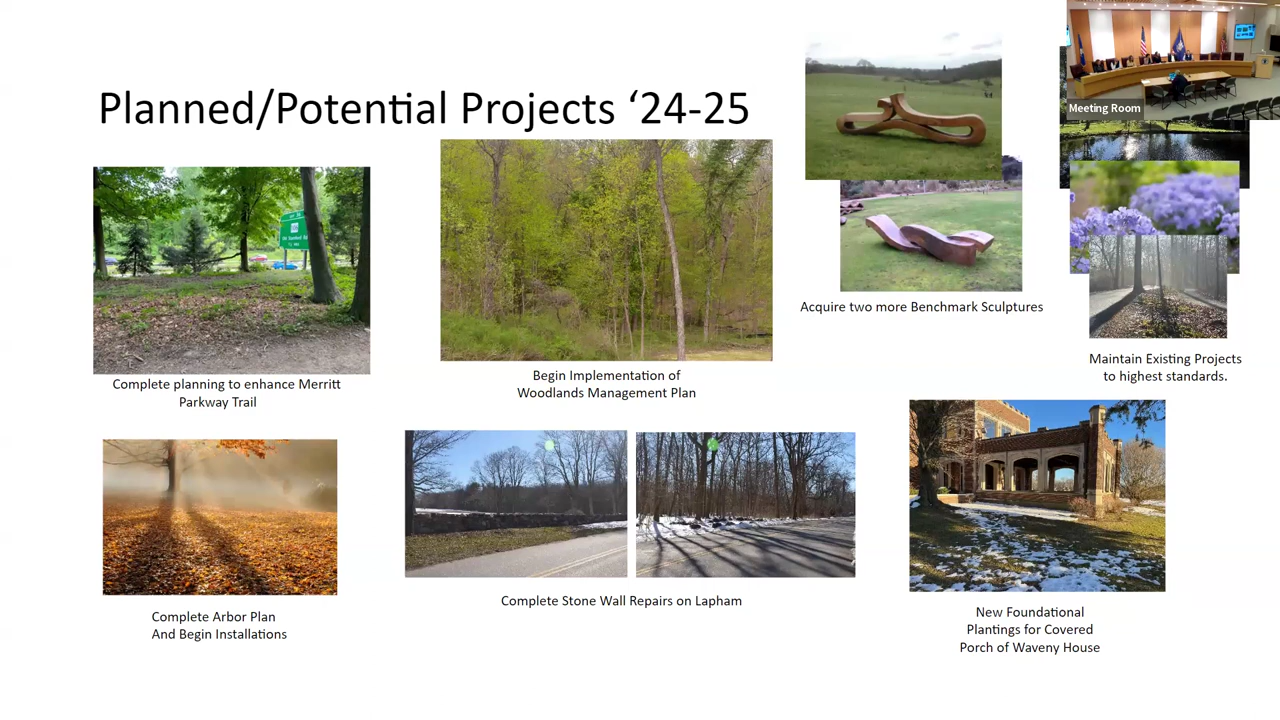 Planned/Potential Projects ‘24-25
Meeting Room
Complete planning to enhance Merritt
Parkway Trail
Begin Implementation of
Woodlands Management Plan
Acquire two more Benchmark Sculptures
Maintain Existing Projects
to highest standards.
Complete Arbor Plan
And Begin Installations
Complete Stone Wall Repairs on Lapham
New Foundational
Plantings for Covered
Porch of Waveny House